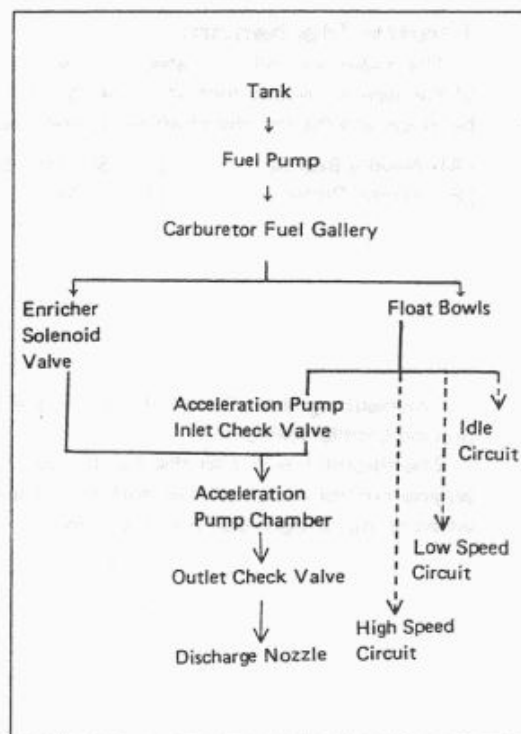 Tank
Fuel Pump
Carburetor Fuel Gallery
Enricher
Solenoid
Valve
Float Bowls
Acceleration Pump
Inlet Check Valve
Idle
Circuit
Acceleration
Pump Chamber
Low Speed
Circuit
Outlet Check Valve
High Speed
Circuit
Discharge Nozzle